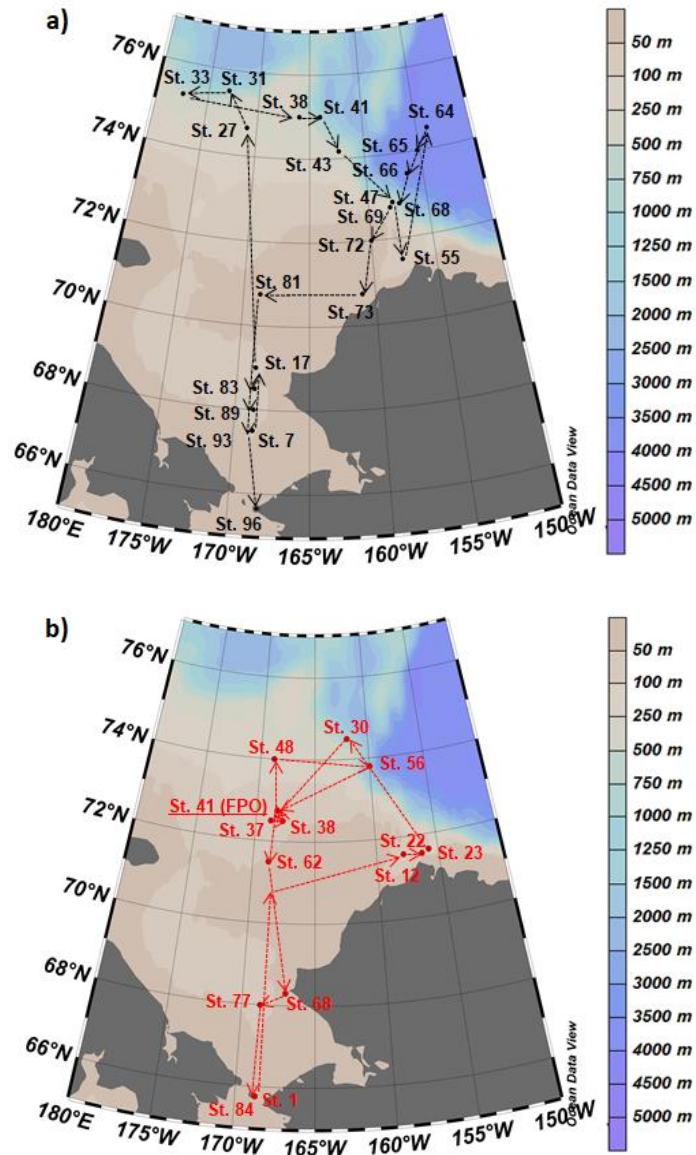 a)
76°N
74°N
72°N
70°N
68°N
66°N
180°E
175°W
170°W
165°W
160°W
155°W
150°W
St. 33
St. 31
St. 38
St. 41
St. 64
St. 27
St. 43
St. 65
St. 66
St. 47
St. 69
St. 68
St. 72
St. 55
St. 81
St. 73
St. 17
St. 83
St. 89
St. 93
St. 7
St. 96
Ocean Data View
50 m
100 m
250 m
500 m
750 m
1000 m
1250 m
1500 m
2000 m
2500 m
3000 m
3500 m
4000 m
5000 m
b)
76°N
74°N
72°N
70°N
68°N
66°N
180°E
175°W
170°W
165°W
160°W
155°W
150°W
St. 30
St. 48
St. 56
St. 41 (FPO)
St. 37
St. 38
St. 22
St. 23
St. 62
St. 12
St. 77
St. 68
St. 84
St. 1
Ocean Data View
50 m
100 m
250 m
500 m
750 m
1000 m
1250 m
1500 m
2000 m
2500 m
3000 m
3500 m
4000 m
5000 m